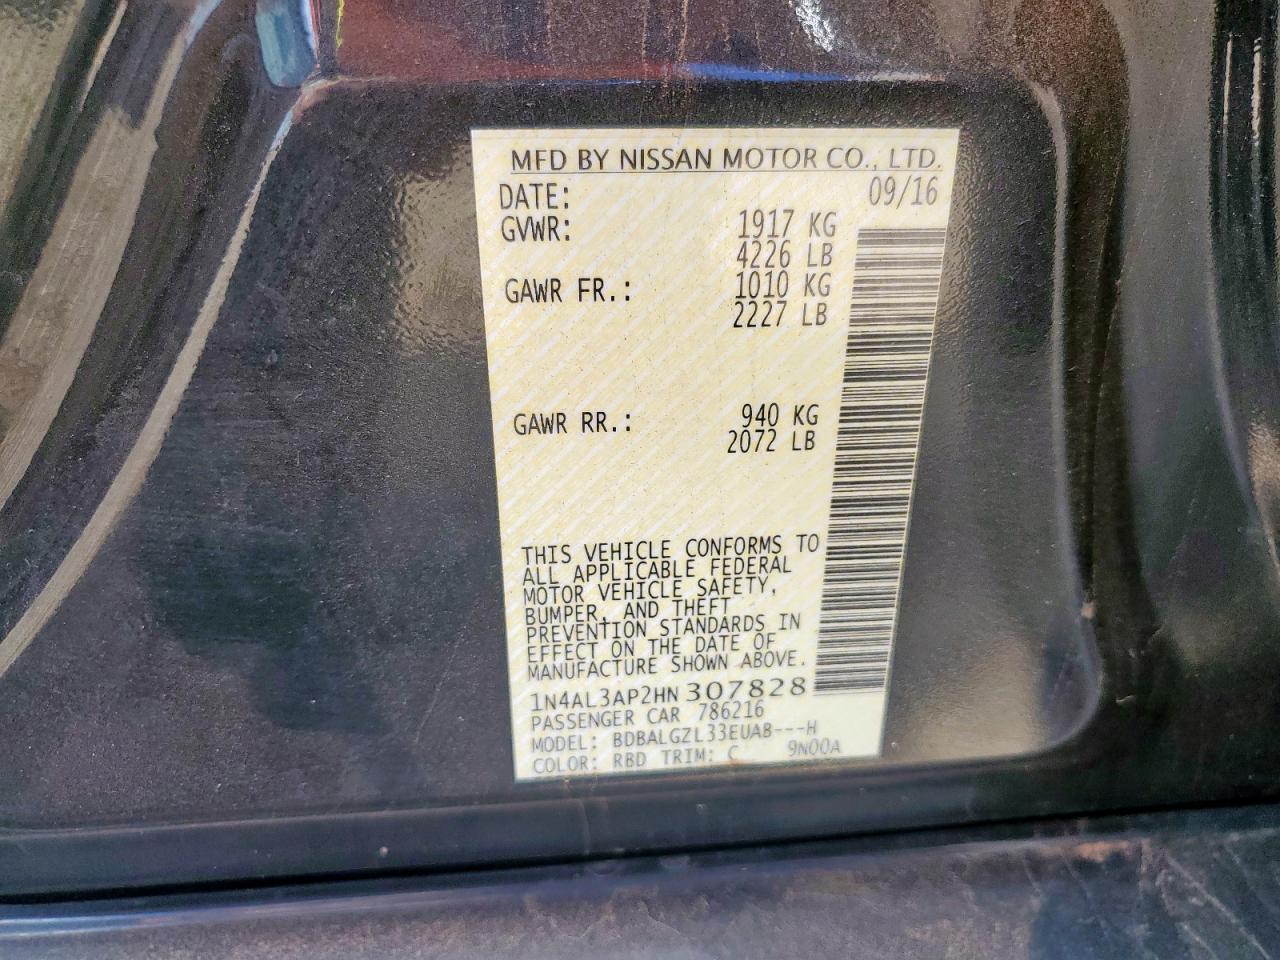 MFD BY NISSAN MOTOR CO., LTD.
DATE: 09/16
GVWR: 1917 KG
4226 LB
GAWR FR.: 1010 KG
2227 LB
GAWR RR.: 940 KG
2072 LB
THIS VEHICLE CONFORMS TO
ALL APPLICABLE FEDERAL
MOTOR VEHICLE SAFETY,
BUMPER, AND THEFT
PREVENTION STANDARDS IN
EFFECT ON THE DATE OF
MANUFACTURE SHOWN ABOVE.
1N4AL3AP2HN307828
PASSENGER CAR 786216
MODEL: BDBALGZL33EUAB---H
COLOR: RBD TRIM: C 9N00A